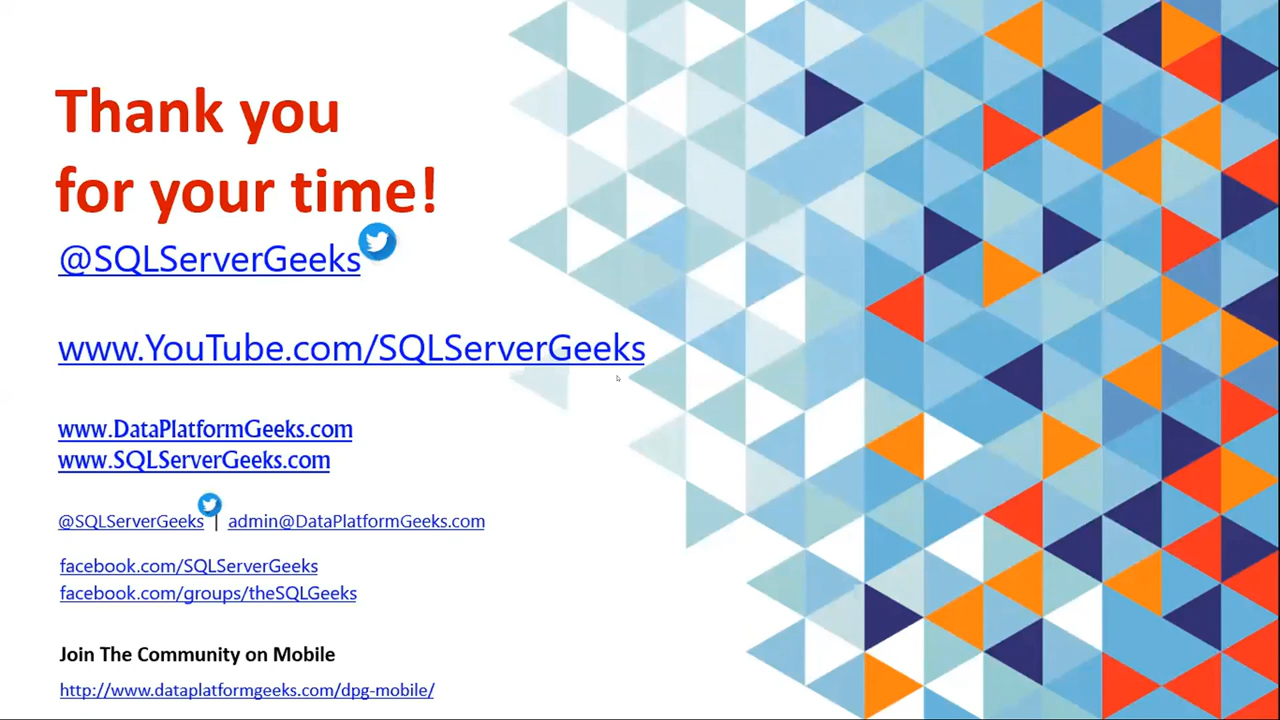 Thank you
for your time!
@SQLServerGeeks
www.YouTube.com/SQLServerGeeks
www.DataPlatformGeeks.com
www.SQLServerGeeks.com
@SQLServerGeeks | admin@DataPlatformGeeks.com
facebook.com/SQLServerGeeks
facebook.com/groups/theSQLGeeks
Join The Community on Mobile
http://www.dataplatformgeeks.com/dpg-mobile/